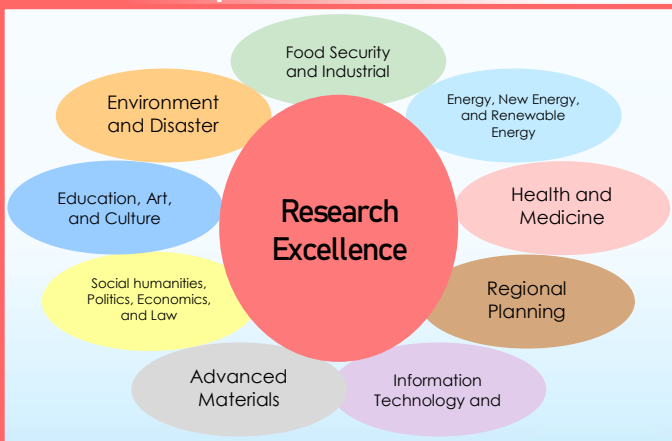 Food Security
and Industrial
Environment
and Disaster
Energy, New Energy,
and Renewable
Energy
Education, Art,
and Culture
Research
Excellence
Health and
Medicine
Social humanities,
Politics, Economics,
and Law
Regional
Planning
Advanced
Materials
Information
Technology and